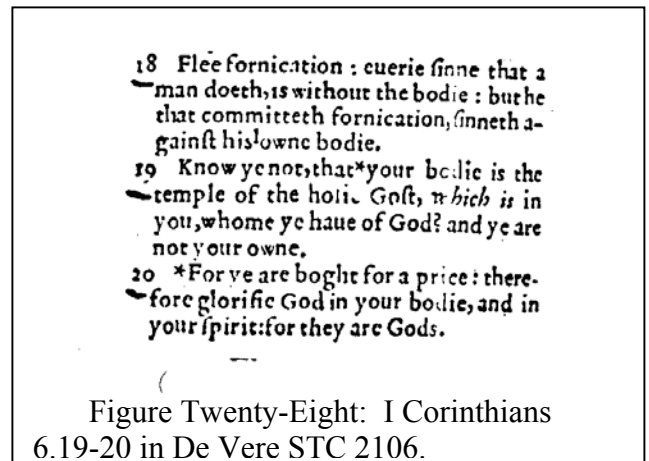 18 Flee fornication : euerie ſinne that a
man doeth, is without the bodie : but he
that committeth fornication, ſinneth a-
gainſt his ˡowne bodie.
19 Know ye not, that *your bodie is the
temple of the holie Goſt, which is in
you, whome ye haue of God? and ye are
not your owne.
20 *For ye are boght for a price : there-
fore glorifie God in your bodie, and in
your ſpirit: for they are Gods.
Figure Twenty-Eight: I Corinthians
6.19-20 in De Vere STC 2106.